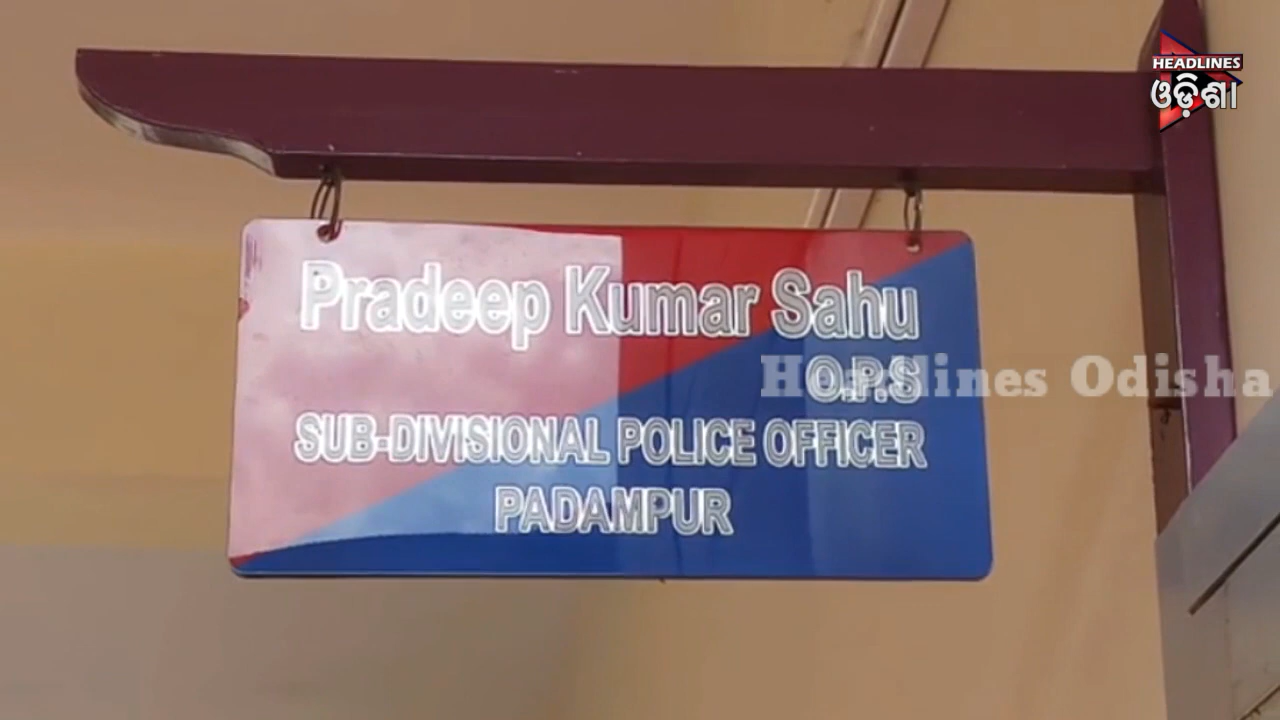 HEADLINES
ଓଡ଼ିଶା
Pradeep Kumar Sahu
O.P.S
Headlines Odisha
SUB-DIVISIONAL POLICE OFFICER
PADAMPUR